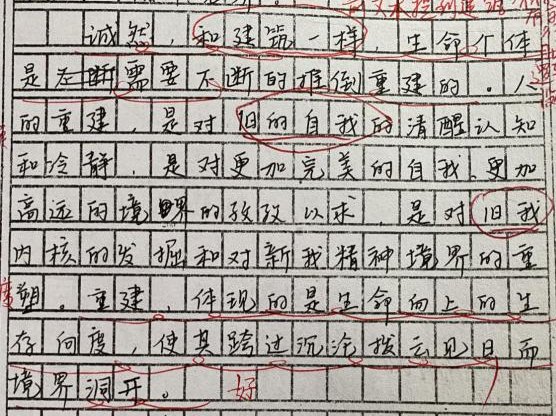 诚然，和建筑一样，生命个体
是在断需要不断的推倒重建的。人
的重建，是对旧的自我的清醒认知
和冷静，是对更加完美的自我、更加
高远的境界的孜孜以求，是对旧我
内核的发掘和对新我精神境界的重
塑。重建，体现的是生命向上的生
存向度，使其跨过沉沦拨云见日而
境界洞开。好